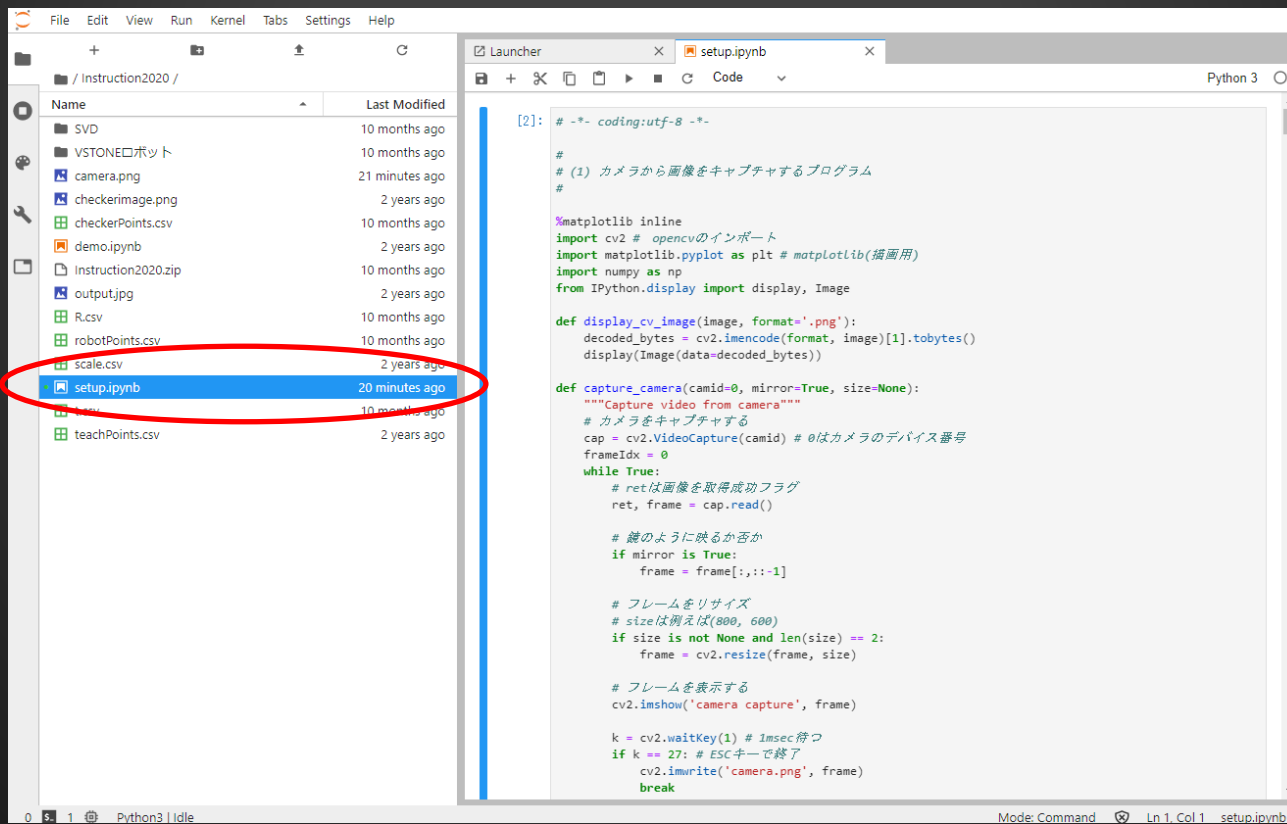 File Edit View Run Kernel Tabs Settings Help
/ Instruction2020 /
Name Last Modified
SVD 10 months ago
VSTONEロボット 10 months ago
camera.png 21 minutes ago
checkerimage.png 2 years ago
checkerPoints.csv 10 months ago
demo.ipynb 2 years ago
Instruction2020.zip 10 months ago
output.jpg 2 years ago
R.csv 10 months ago
robotPoints.csv 10 months ago
scale.csv 2 years ago
setup.ipynb 20 minutes ago
10 months ago
teachPoints.csv 2 years ago
Launcher setup.ipynb
Code Python 3
[2]: # -*- coding:utf-8 -*-
#
# (1) カメラから画像をキャプチャするプログラム
#
%matplotlib inline
import cv2 # opencvのインポート
import matplotlib.pyplot as plt # matplotlib(描画用)
import numpy as np
from IPython.display import display, Image
def display_cv_image(image, format='.png'):
decoded_bytes = cv2.imencode(format, image)[1].tobytes()
display(Image(data=decoded_bytes))
def capture_camera(camid=0, mirror=True, size=None):
"""Capture video from camera"""
# カメラをキャプチャする
cap = cv2.VideoCapture(camid) # 0はカメラのデバイス番号
frameIdx = 0
while True:
# retは画像を取得成功フラグ
ret, frame = cap.read()
# 鏡のように映るか否か
if mirror is True:
frame = frame[:,::-1]
# フレームをリサイズ
# sizeは例えば(800, 600)
if size is not None and len(size) == 2:
frame = cv2.resize(frame, size)
# フレームを表示する
cv2.imshow('camera capture', frame)
k = cv2.waitKey(1) # 1msec待つ
if k == 27: # ESCキーで終了
cv2.imwrite('camera.png', frame)
break
0 1 Python3 | Idle Mode: Command Ln 1, Col 1 setup.ipynb